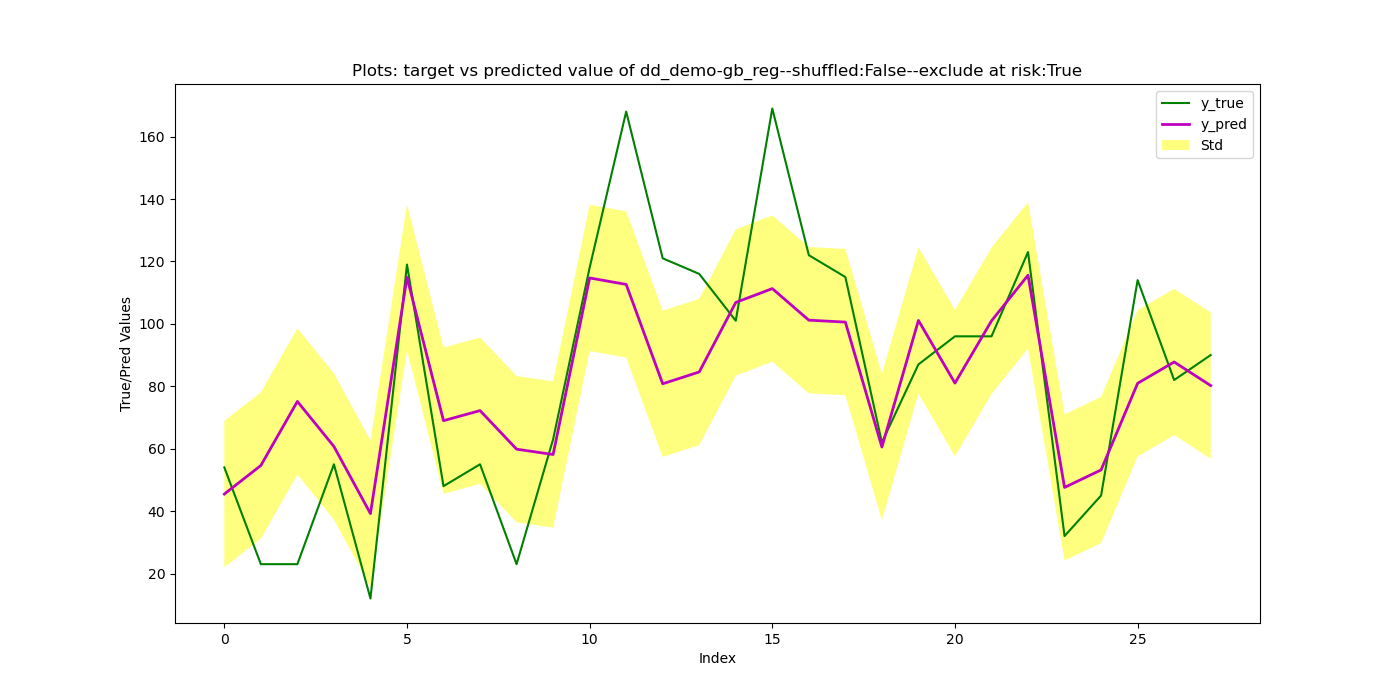 Plots: target vs predicted value of dd_demo-gb_reg--shuffled:False--exclude at risk:True
y_true
y_pred
Std
True/Pred Values
160
140
120
100
80
60
40
20
0
5
10
15
20
25
Index